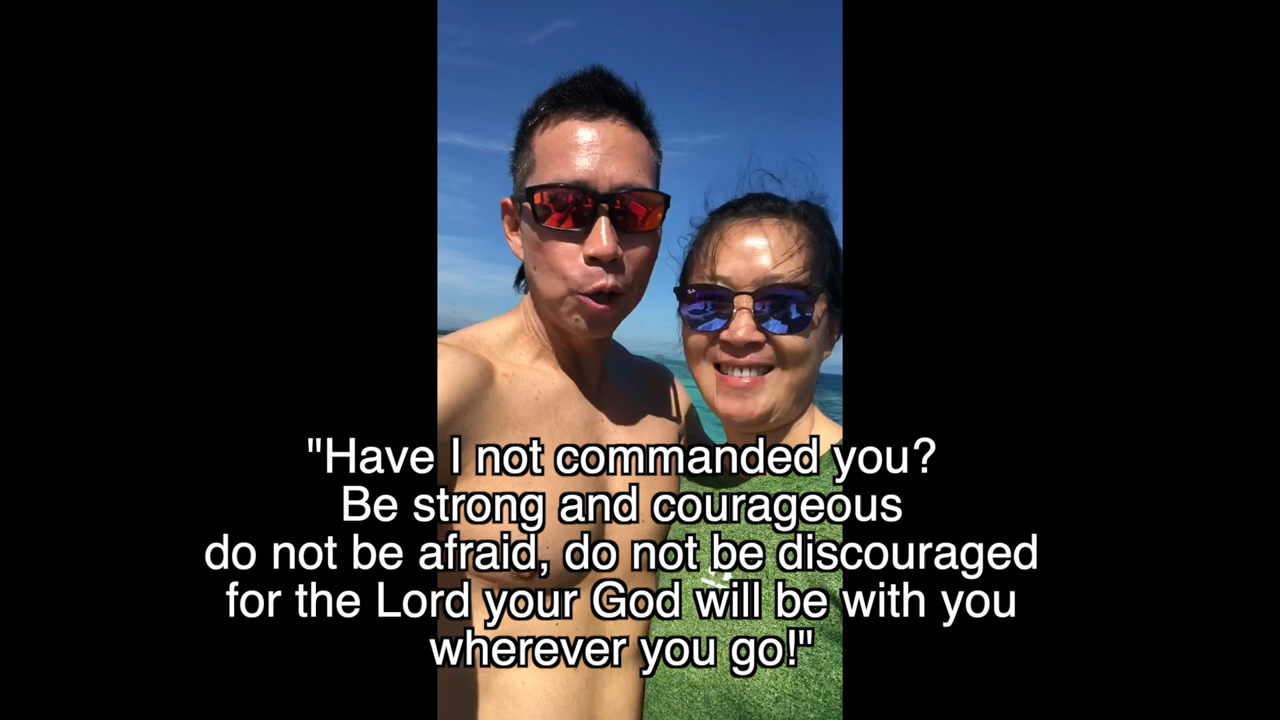 "Have I not commanded you?
Be strong and courageous
do not be afraid, do not be discouraged
for the Lord your God will be with you
wherever you go!"